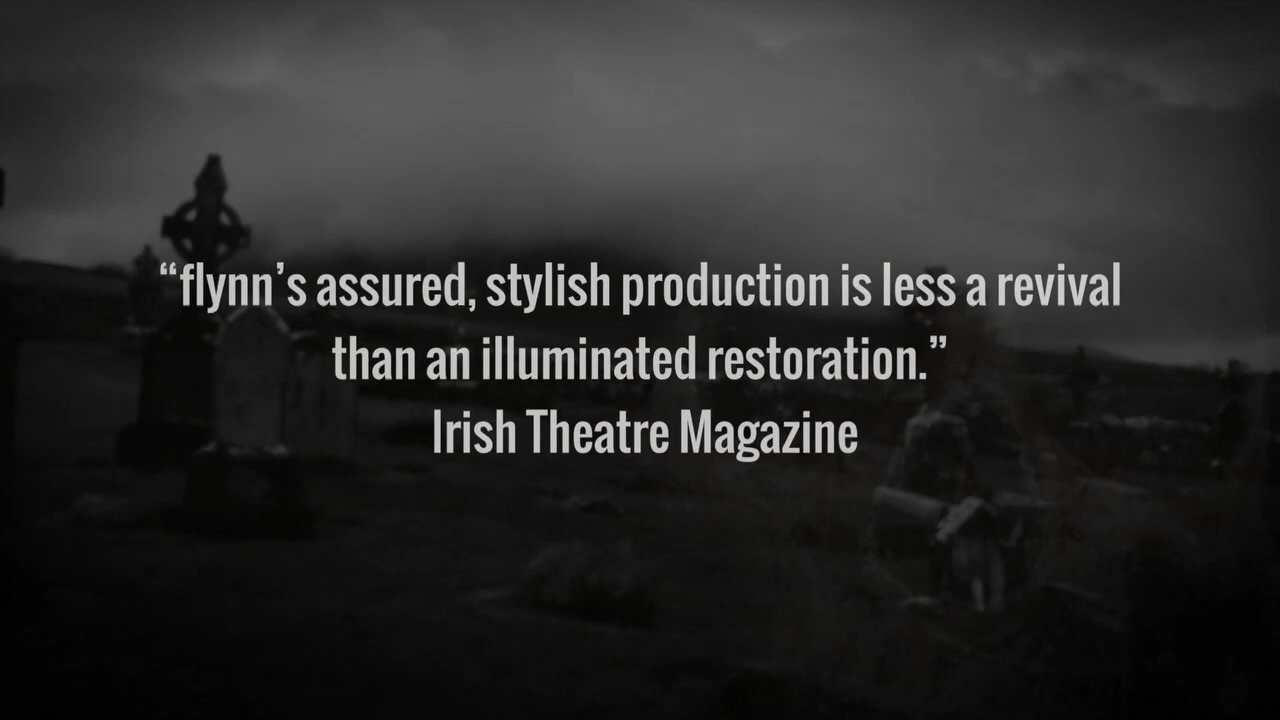 “flynn’s assured, stylish production is less a revival
than an illuminated restoration.”
Irish Theatre Magazine